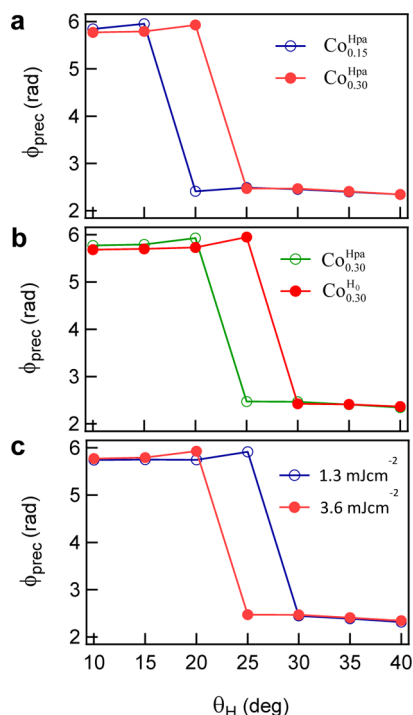 a
6
5
4
3
2
ϕprec (rad)
Co0.15Hpa
Co0.30Hpa
b
6
5
4
3
2
ϕprec (rad)
Co0.30Hpa
Co0.30H0
c
6
5
4
3
2
ϕprec (rad)
1.3 mJcm-2
3.6 mJcm-2
10 15 20 25 30 35 40
θH (deg)